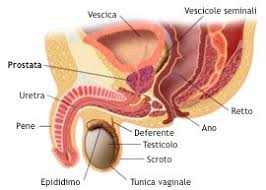 Vescica
Vescicole seminali
Prostata
Uretra
Retto
Pene
Ano
Deferente
Testicolo
Scroto
Epididimo
Tunica vaginale